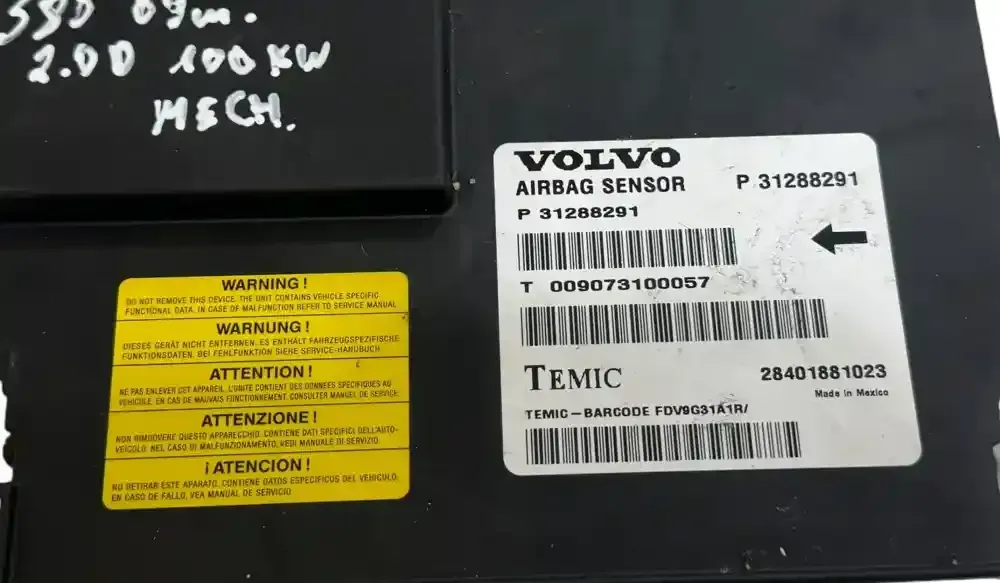 S80 09m.
2.0D 100KW
MECH.
VOLVO
AIRBAG SENSOR P 31288291
P 31288291
T 009073100057
TEMIC 28401881023
Made in Mexico
TEMIC-BARCODE FDV9G31A1R/
WARNING!
DO NOT REMOVE THIS DEVICE. THE UNIT CONTAINS VEHICLE SPECIFIC
FUNCTIONAL DATA. IN CASE OF MALFUNCTION REFER TO SERVICE MANUAL
WARNUNG!
DIESES GERÄT NICHT ENTFERNEN. ES ENTHÄLT FAHRZEUGSPEZIFISCHE
FUNKTIONSDATEN. BEI FEHLFUNKTION SIEHE SERVICE-HANDBUCH
ATTENTION!
NE PAS ENLEVER CET APPAREIL. L'UNITE CONTIENT DES DONNÉES SPECIFIQUES AU
VEHICULE. EN CAS DE MAUVAIS FONCTIONNEMENT. CONSULTER MANUEL DE SERVICE
ATTENZIONE!
NON RIMUOVERE QUESTO APPARECCHIO. CONTIENE DATI SPECIFICI DELL'AUTO-
VEICOLO. NEL CASO DI MALFUNZIONAMENTO, VEDI MANUALE DI SERVIZIO.
¡ATENCION!
NO RETIRAR ESTE APARATO. CONTIENE DATOS ESPECIFICOS DEL VEHICULO.
EN CASO DE FALLO, VEA MANUAL DE SERVICIO